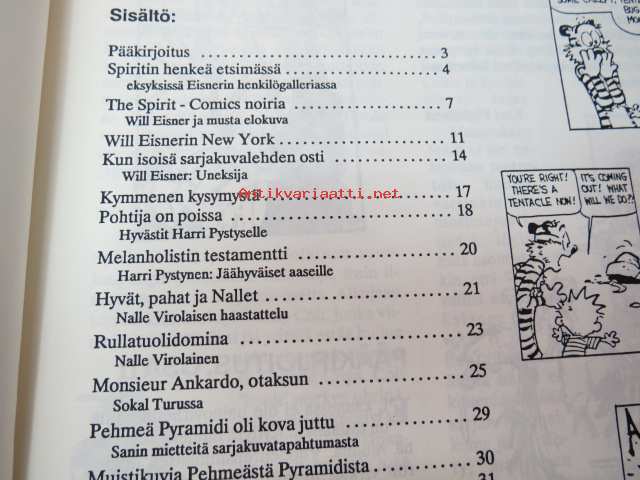 Sisältö:
Pääkirjoitus ........ 3
Spiritin henkeä etsimässä ........ 4
eksyksissä Eisnerin henkilögalleriassa
The Spirit - Comics noiria ........ 7
Will Eisner ja musta elokuva
Will Eisnerin New York ........ 11
Kun isoisä sarjakuvalehden osti ........ 14
Will Eisner: Uneksija
Kymmenen kysymystä ........ 17
Antikvariaatti.net
Pohtija on poissa ........ 18
Hyvästit Harri Pystyselle
Melanholistin testamentti ........ 20
Harri Pystynen: Jäähyväiset aaseille
Hyvät, pahat ja Nallet ........ 21
Nalle Virolaisen haastattelu
Rullatuolidomina ........ 23
Nalle Virolainen
Monsieur Ankardo, otaksun ........ 25
Sokal Turussa
Pehmeä Pyramidi oli kova juttu ........ 29
Sanin mietteitä sarjakuvatapahtumasta
Muistikuvia Pehmeästä Pyramidista ........ 30
31
YOU'RE RIGHT!
THERE'S A
TENTACLE NOW!
IT'S COMING
OUT! WHAT
WILL WE DO?